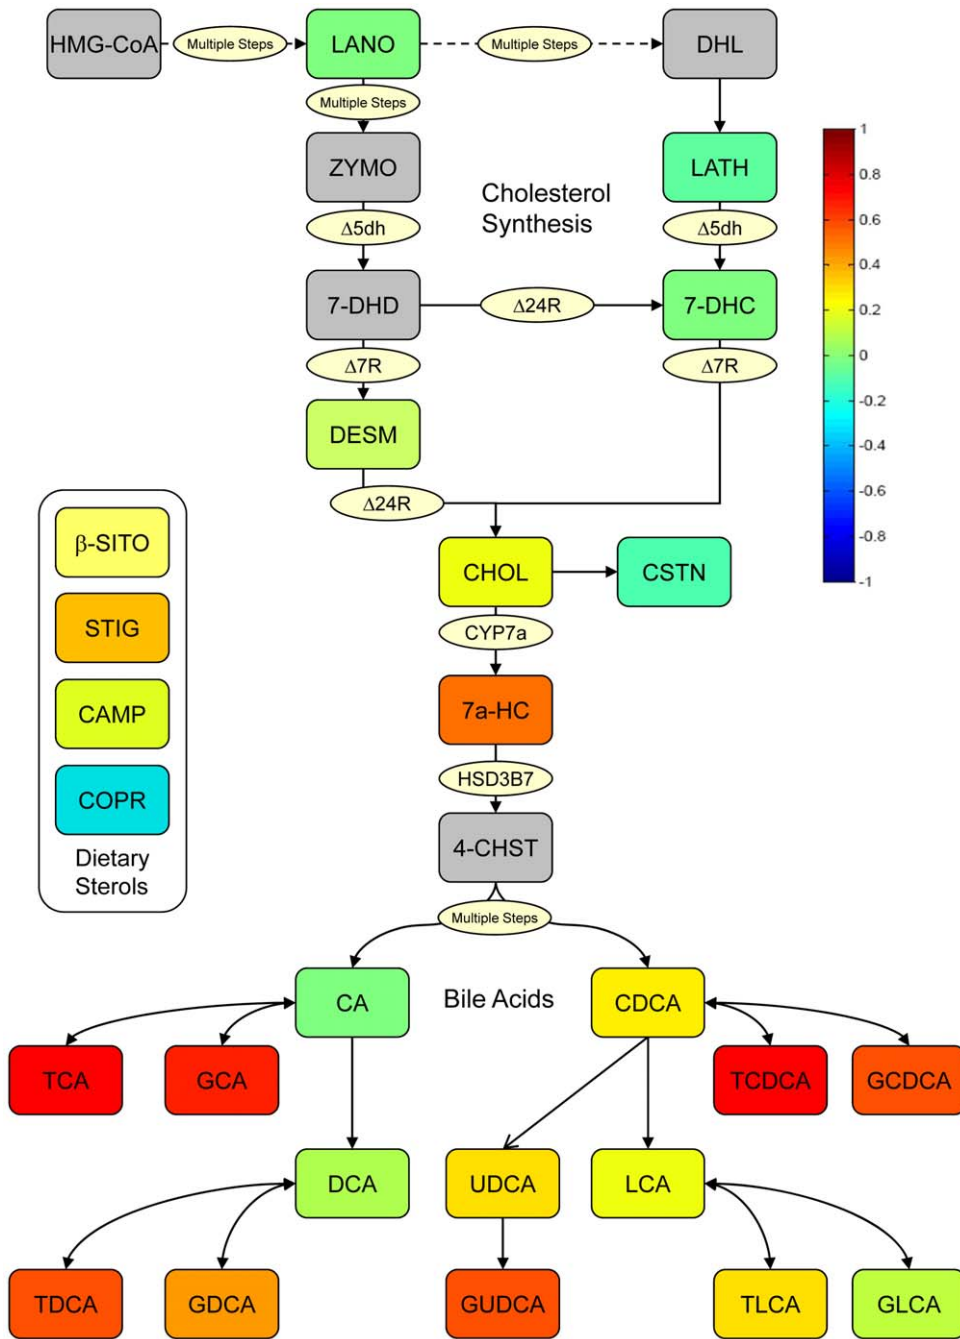 HMG-CoA
Multiple Steps
LANO
Multiple Steps
DHL
Multiple Steps
ZYMO
LATH
1
0.8
0.6
0.4
0.2
0
-0.2
-0.4
-0.6
-0.8
-1
Cholesterol
Synthesis
Δ5dh
Δ5dh
7-DHD
Δ24R
7-DHC
Δ7R
Δ7R
DESM
Δ24R
β-SITO
STIG
CAMP
COPR
Dietary
Sterols
CHOL
CSTN
CYP7a
7a-HC
HSD3B7
4-CHST
Multiple Steps
CA
Bile Acids
CDCA
TCA
GCA
TCDCA
GCDCA
DCA
UDCA
LCA
TDCA
GDCA
GUDCA
TLCA
GLCA